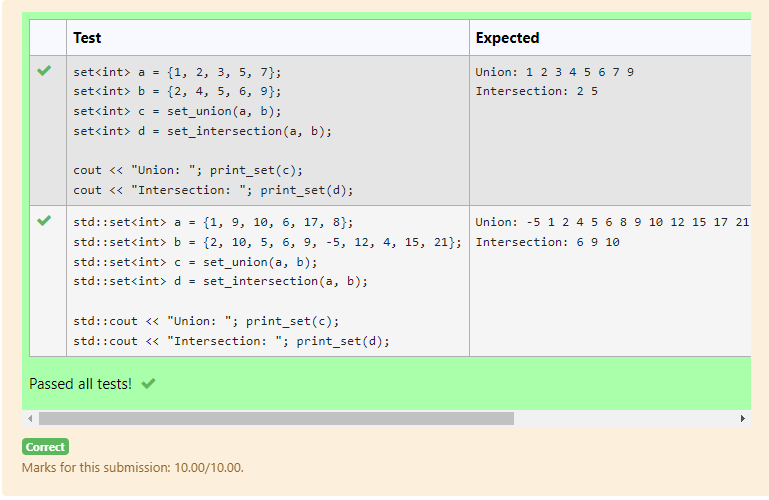 Test Expected
set<int> a = {1, 2, 3, 5, 7};
set<int> b = {2, 4, 5, 6, 9};
set<int> c = set_union(a, b);
set<int> d = set_intersection(a, b);
cout << "Union: "; print_set(c);
cout << "Intersection: "; print_set(d);
Union: 1 2 3 4 5 6 7 9
Intersection: 2 5
std::set<int> a = {1, 9, 10, 6, 17, 8};
std::set<int> b = {2, 10, 5, 6, 9, -5, 12, 4, 15, 21};
std::set<int> c = set_union(a, b);
std::set<int> d = set_intersection(a, b);
std::cout << "Union: "; print_set(c);
std::cout << "Intersection: "; print_set(d);
Union: -5 1 2 4 5 6 8 9 10 12 15 17 21
Intersection: 6 9 10
Passed all tests!
Correct
Marks for this submission: 10.00/10.00.